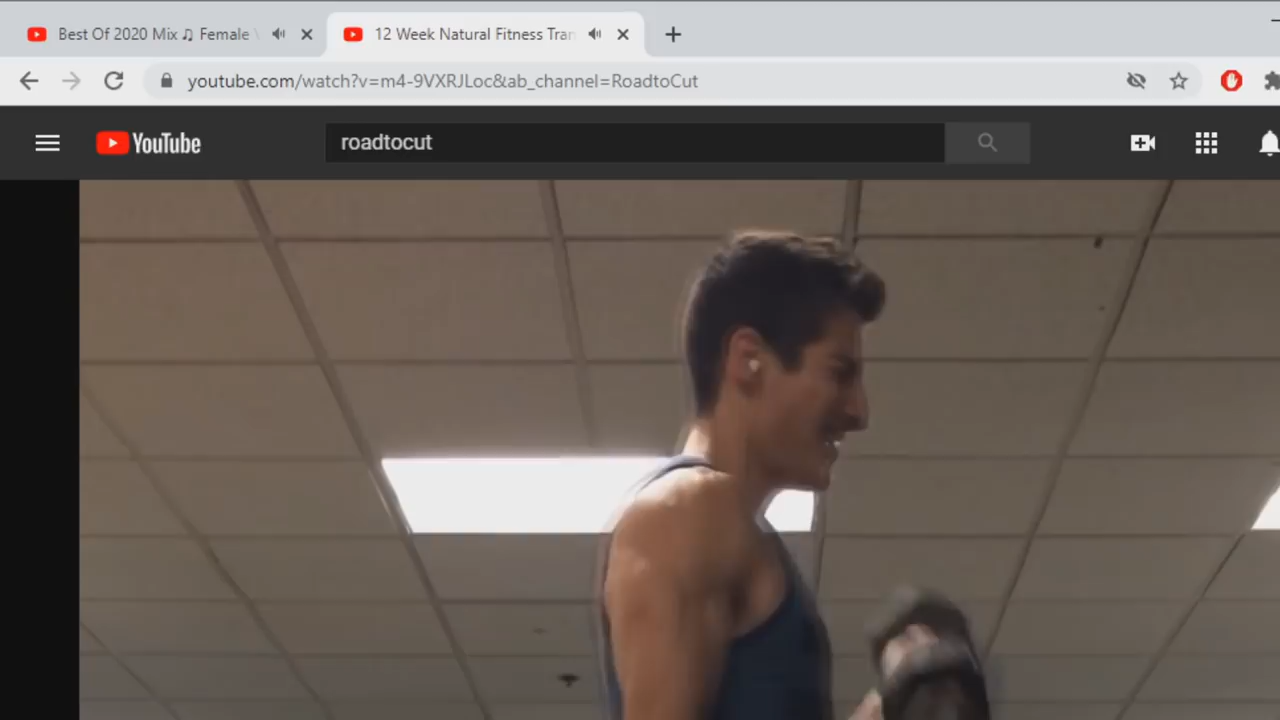 Best Of 2020 Mix ♫ Female
12 Week Natural Fitness Tran
youtube.com/watch?v=m4-9VXRJLoc&ab_channel=RoadtoCut
YouTube
roadtocut